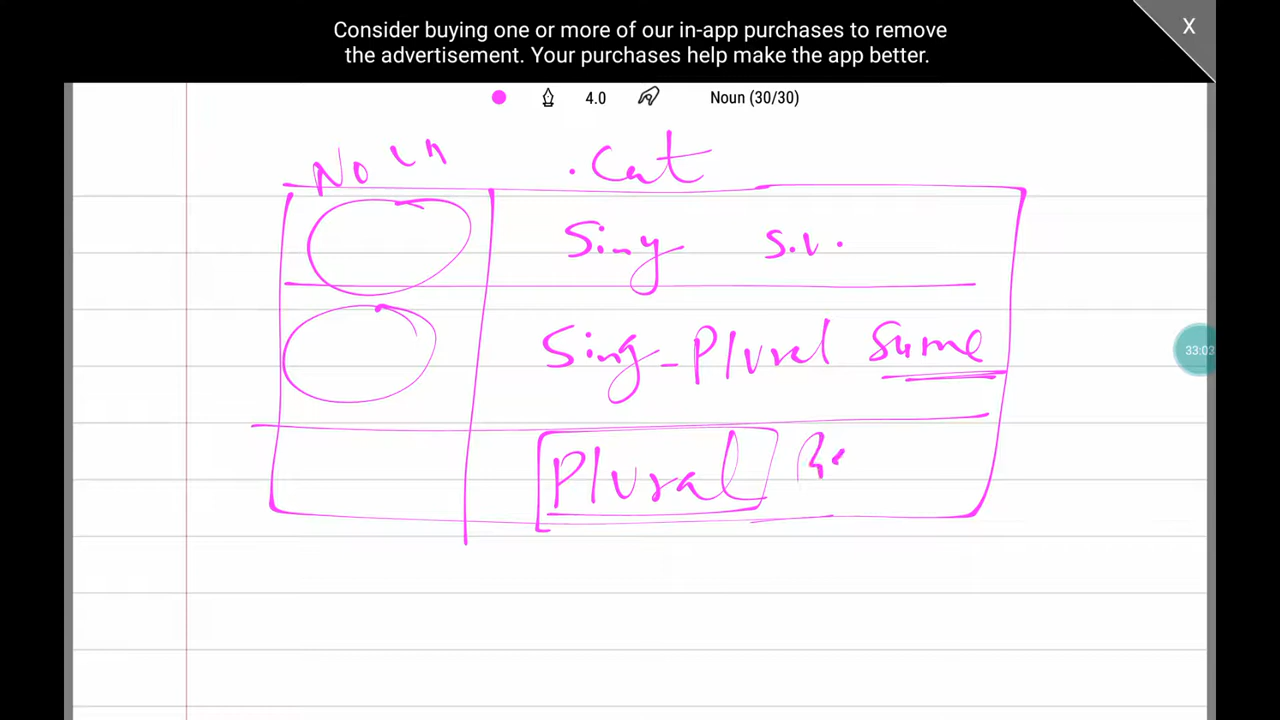 Consider buying one or more of our in-app purchases to remove
the advertisement. Your purchases help make the app better.
X
4.0 Noun (30/30)
No .Cat
Sing S.V.
33:03
Sing-Plural Same
Plural